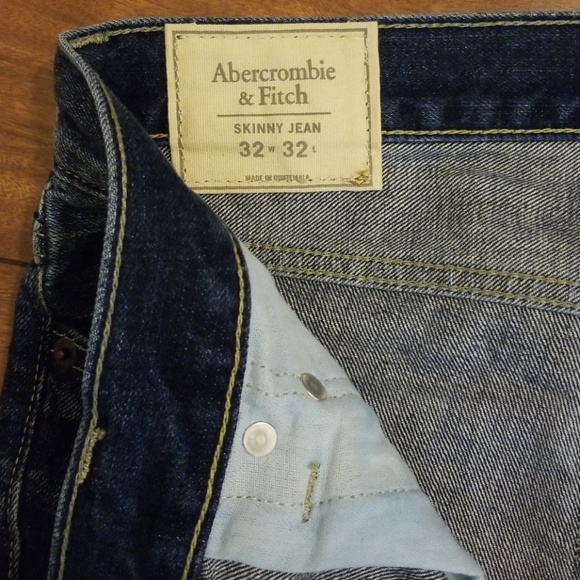 Abercrombie
& Fitch
SKINNY JEAN
32 W 32 L
MADE IN GUATEMALA